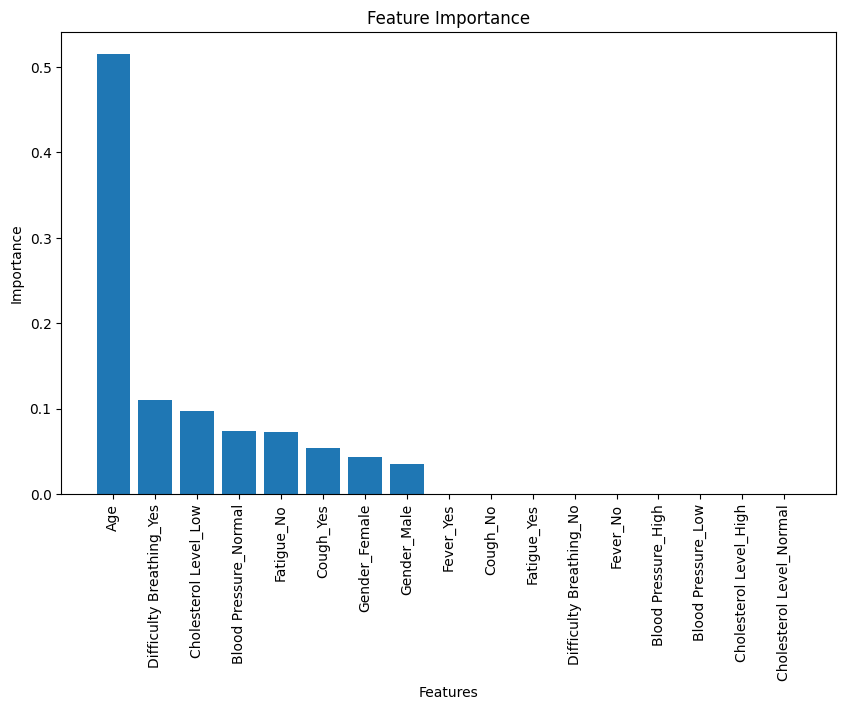 Feature Importance
0.5
0.4
0.3
0.2
0.1
0.0
Importance
Age
Difficulty Breathing_Yes
Cholesterol Level_Low
Blood Pressure_Normal
Fatigue_No
Cough_Yes
Gender_Female
Gender_Male
Fever_Yes
Cough_No
Fatigue_Yes
Difficulty Breathing_No
Fever_No
Blood Pressure_High
Blood Pressure_Low
Cholesterol Level_High
Cholesterol Level_Normal
Features